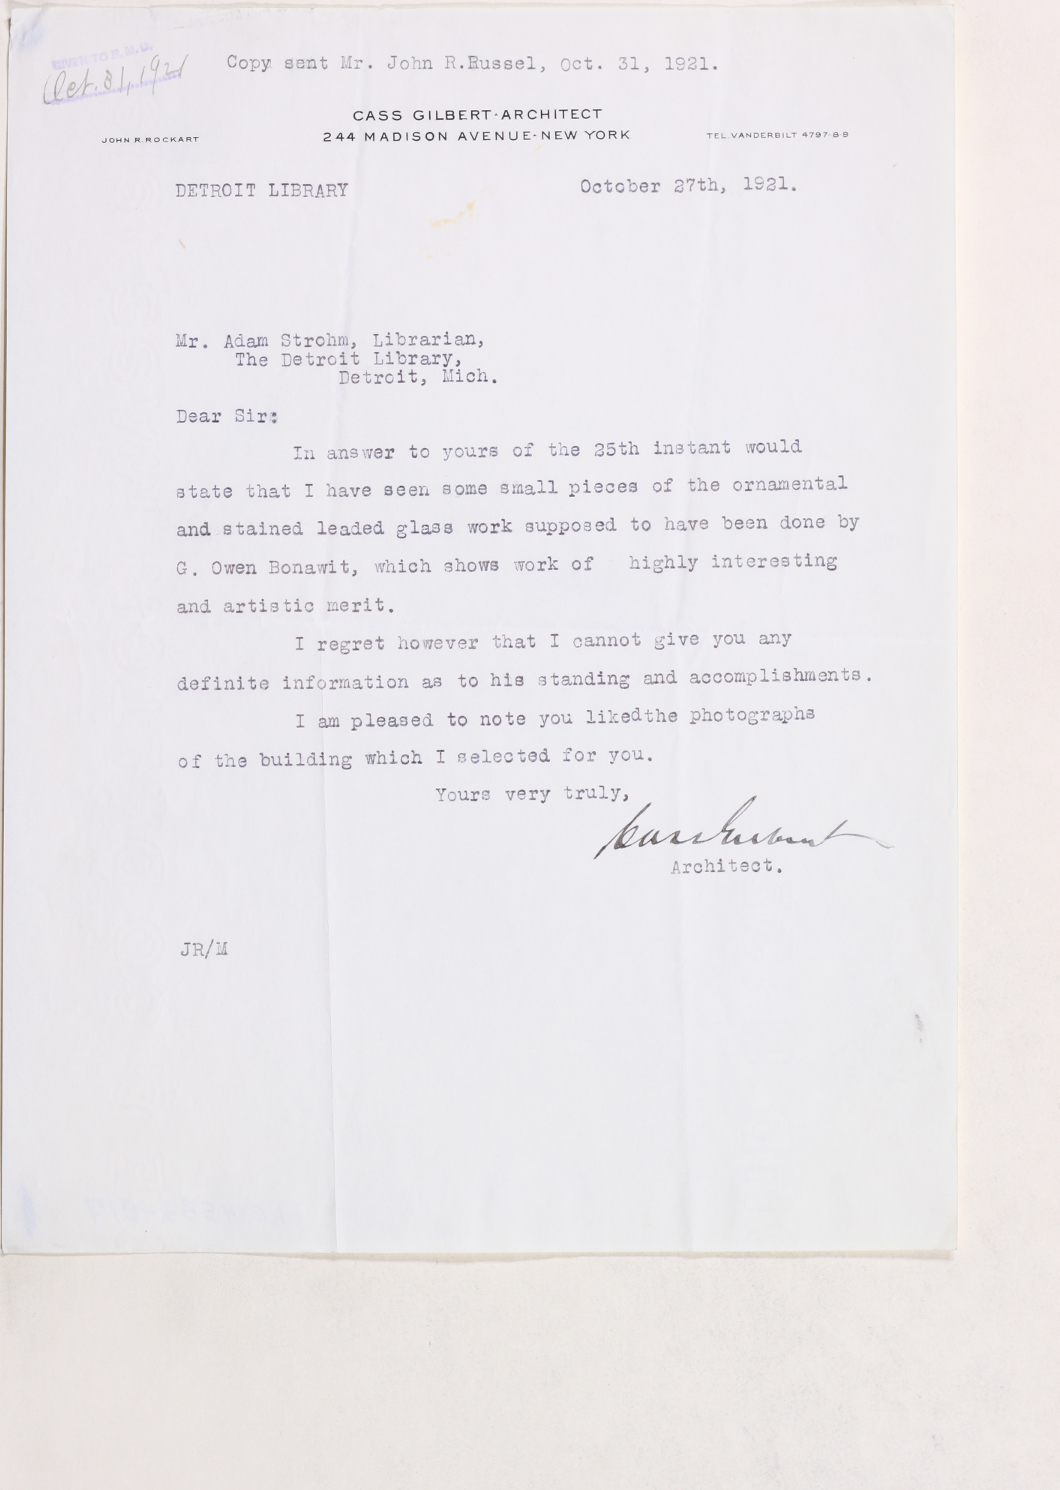 Copy sent Mr. John R.Russel, Oct. 31, 1921.
Oct. 31, 1921
CASS GILBERT·ARCHITECT
JOHN R. ROCKART 244 MADISON AVENUE·NEW YORK TEL. VANDERBILT 4797-8-9
DETROIT LIBRARY October 27th, 1921.
Mr. Adam Strohm, Librarian,
The Detroit Library,
Detroit, Mich.
Dear Sir:
In answer to yours of the 25th instant would
state that I have seen some small pieces of the ornamental
and stained leaded glass work supposed to have been done by
G. Owen Bonawit, which shows work of highly interesting
and artistic merit.
I regret however that I cannot give you any
definite information as to his standing and accomplishments.
I am pleased to note you likedthe photographs
of the building which I selected for you.
Yours very truly,
Cass Gilbert
Architect.
JR/M